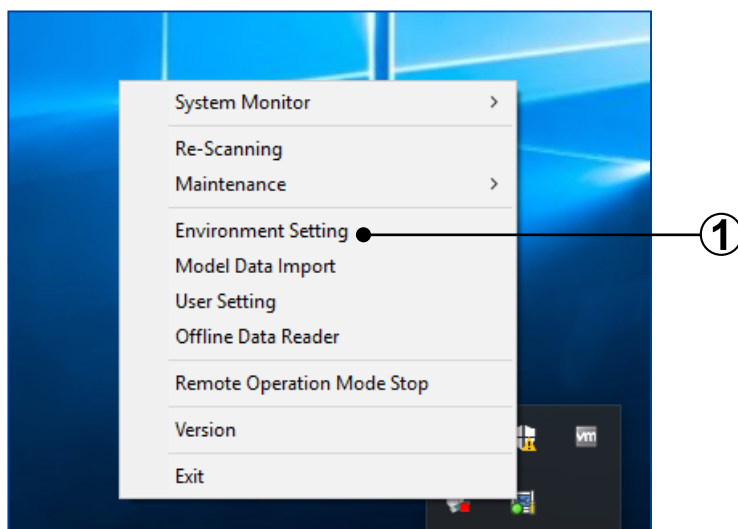 System Monitor
Re-Scanning
Maintenance
Environment Setting
1
Model Data Import
User Setting
Offline Data Reader
Remote Operation Mode Stop
Version
vm
Exit